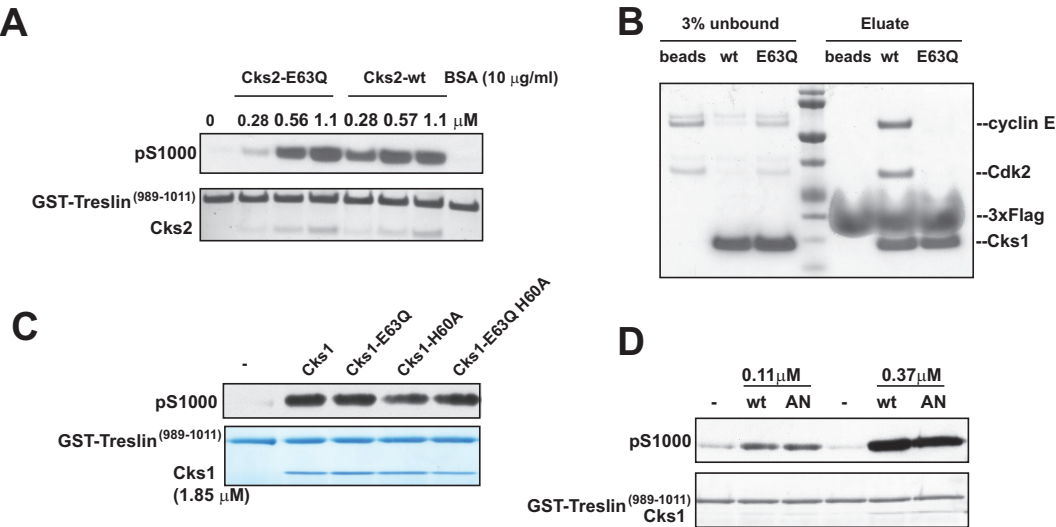 A
Cks2-E63Q Cks2-wt BSA (10 μg/ml)
0 0.28 0.56 1.1 0.28 0.57 1.1 μM
pS1000
GST-Treslin(989-1011)
Cks2
B
3% unbound Eluate
beads wt E63Q beads wt E63Q
--cyclin E
--Cdk2
--3xFlag
--Cks1
C
- Cks1 Cks1-E63Q Cks1-H60A Cks1-E63Q H60A
pS1000
GST-Treslin(989-1011)
Cks1
(1.85 μM)
D
0.11μM 0.37μM
- wt AN - wt AN
pS1000
GST-Treslin(989-1011)
Cks1